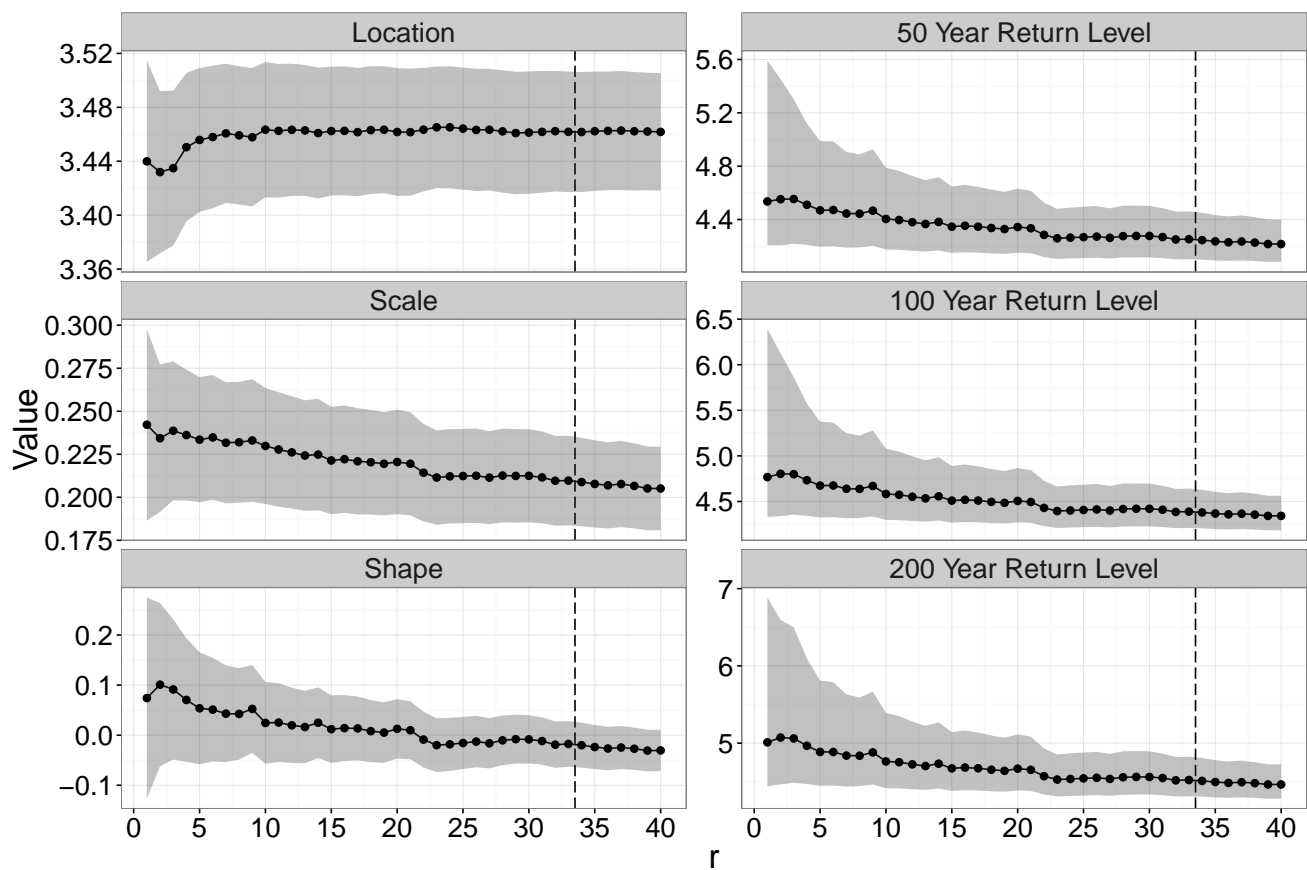 Location
3.52
3.48
3.44
3.40
3.36
50 Year Return Level
5.6
5.2
4.8
4.4
Scale
0.300
0.275
0.250
0.225
0.200
0.175
100 Year Return Level
6.5
6.0
5.5
5.0
4.5
Shape
0.2
0.1
0.0
−0.1
200 Year Return Level
7
6
5
0 5 10 15 20 25 30 35 40
0 5 10 15 20 25 30 35 40
Value
r